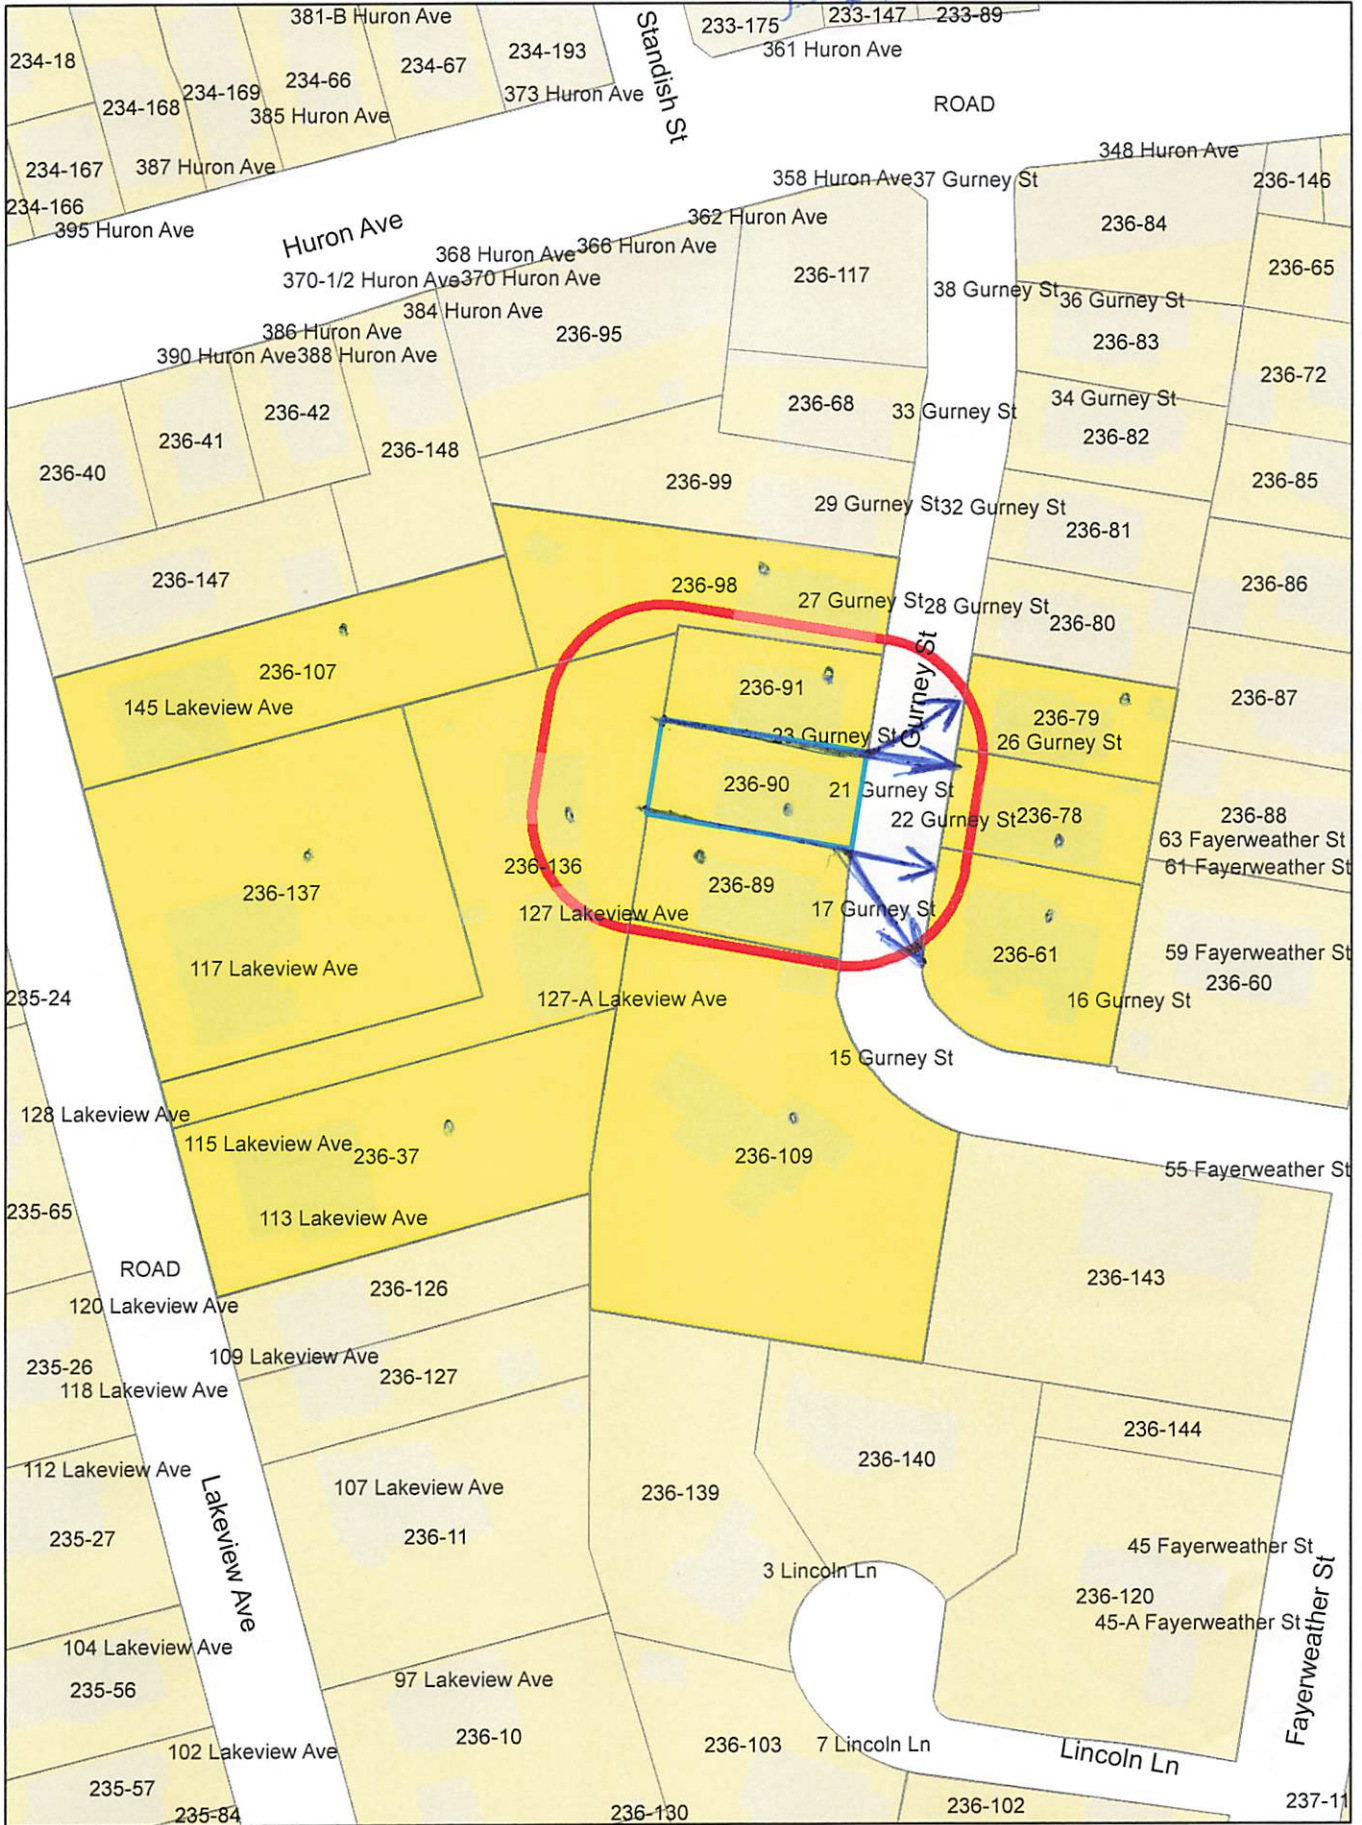 381-B Huron Ave
233-175
233-147
233-89
234-18
234-66
234-67
234-193
Standish St
361 Huron Ave
234-168
234-169
385 Huron Ave
373 Huron Ave
ROAD
234-167
387 Huron Ave
348 Huron Ave
234-166
395 Huron Ave
358 Huron Ave
37 Gurney St
236-146
Huron Ave
362 Huron Ave
236-84
368 Huron Ave
366 Huron Ave
370-1/2 Huron Ave
370 Huron Ave
236-117
236-65
384 Huron Ave
38 Gurney St
36 Gurney St
386 Huron Ave
236-95
236-83
390 Huron Ave
388 Huron Ave
236-72
236-42
236-68
33 Gurney St
34 Gurney St
236-41
236-148
236-82
236-40
236-99
236-85
29 Gurney St
32 Gurney St
236-81
236-147
236-98
236-86
27 Gurney St
28 Gurney St
236-80
Gurney St
236-107
236-91
236-87
145 Lakeview Ave
236-79
23 Gurney St
26 Gurney St
236-90
21 Gurney St
236-88
22 Gurney St
236-78
63 Fayerweather St
236-136
61 Fayerweather St
236-137
236-89
127 Lakeview Ave
17 Gurney St
117 Lakeview Ave
236-61
59 Fayerweather St
236-60
235-24
127-A Lakeview Ave
16 Gurney St
15 Gurney St
128 Lakeview Ave
115 Lakeview Ave
236-37
236-109
55 Fayerweather St
235-65
113 Lakeview Ave
ROAD
236-126
236-143
120 Lakeview Ave
109 Lakeview Ave
235-26
236-127
118 Lakeview Ave
236-144
112 Lakeview Ave
236-140
107 Lakeview Ave
236-139
235-27
236-11
45 Fayerweather St
Lakeview Ave
3 Lincoln Ln
236-120
45-A Fayerweather St
104 Lakeview Ave
Fayerweather St
235-56
97 Lakeview Ave
236-10
236-103
7 Lincoln Ln
102 Lakeview Ave
Lincoln Ln
235-57
235-84
236-130
236-102
237-11